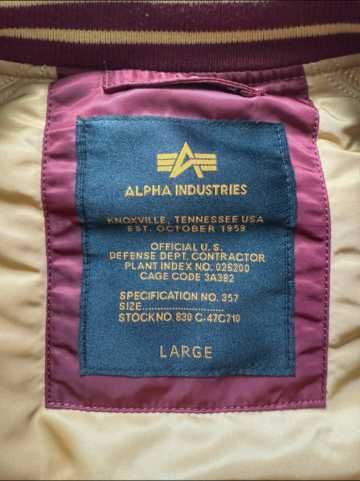 ALPHA INDUSTRIES
KNOXVILLE, TENNESSEE USA
EST. OCTOBER 1959
OFFICIAL U.S.
DEFENSE DEPT. CONTRACTOR
PLANT INDEX NO. 025200
CAGE CODE 3A382
SPECIFICATION NO. 357
SIZE..............................
STOCK NO. 830 C-47C710
LARGE